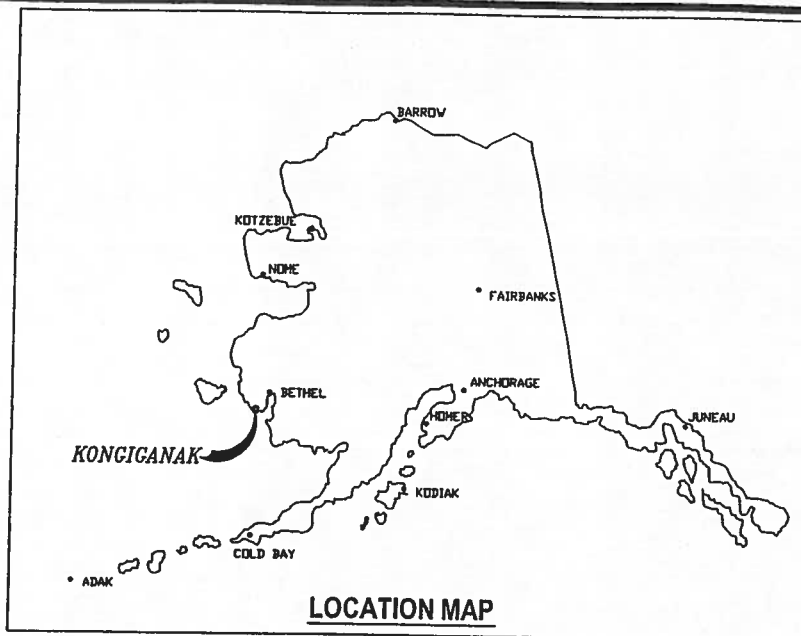 BARROW
KOTZEBUE
NOME
FAIRBANKS
BETHEL
ANCHORAGE
HOMER
JUNEAU
KONGIGANAK
KODIAK
COLD BAY
ADAK
LOCATION MAP